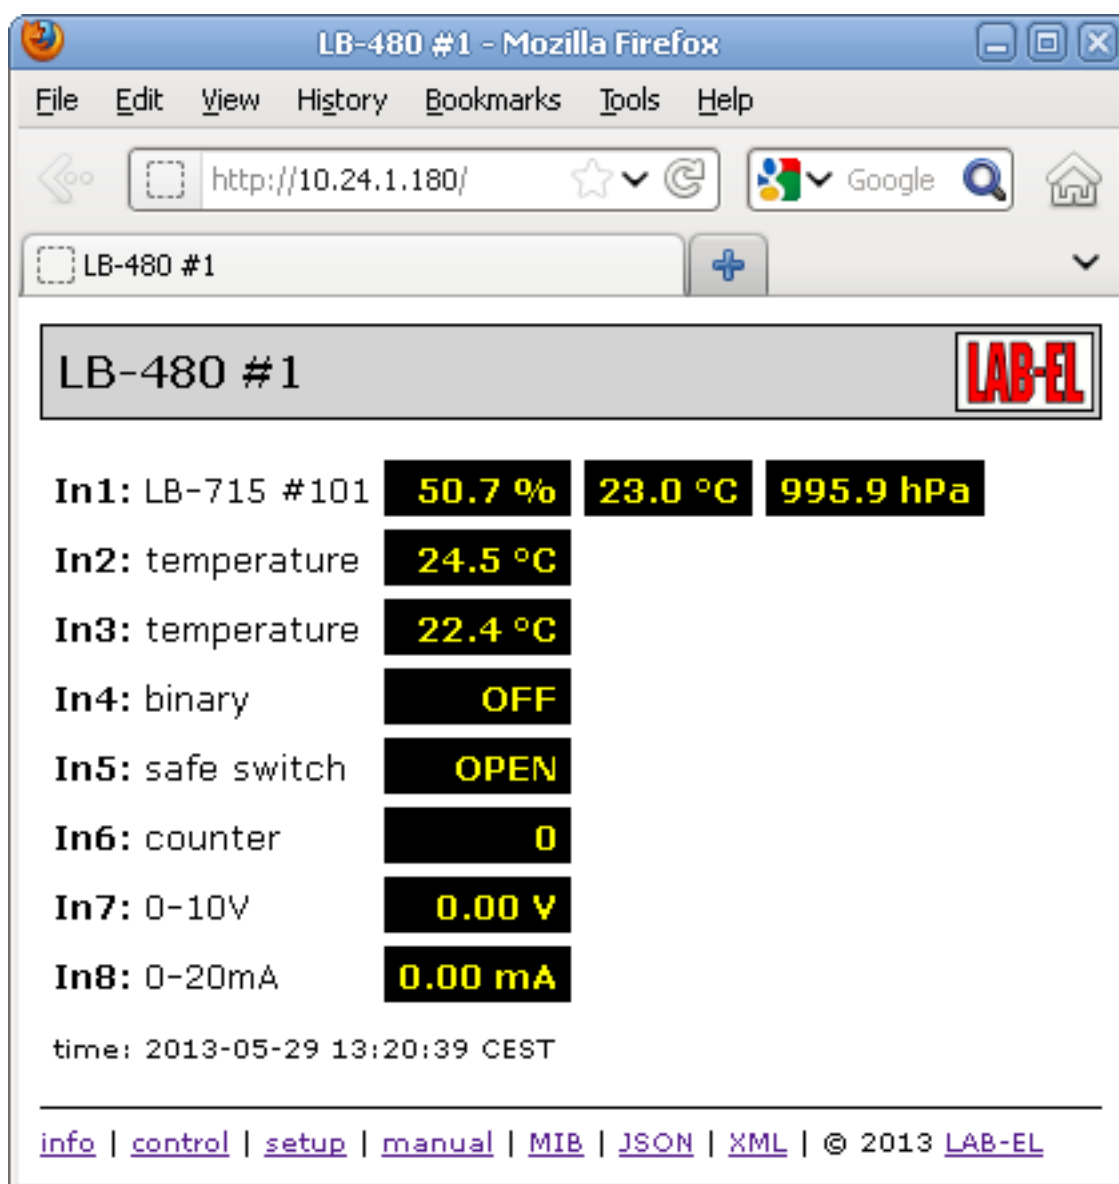 LB-480 #1 - Mozilla Firefox
File Edit View History Bookmarks Tools Help
http://10.24.1.180/ Google
LB-480 #1
LB-480 #1 LAB-EL
In1: LB-715 #101 50.7 % 23.0 °C 995.9 hPa
In2: temperature 24.5 °C
In3: temperature 22.4 °C
In4: binary OFF
In5: safe switch OPEN
In6: counter 0
In7: 0-10V 0.00 V
In8: 0-20mA 0.00 mA
time: 2013-05-29 13:20:39 CEST
info | control | setup | manual | MIB | JSON | XML | © 2013 LAB-EL